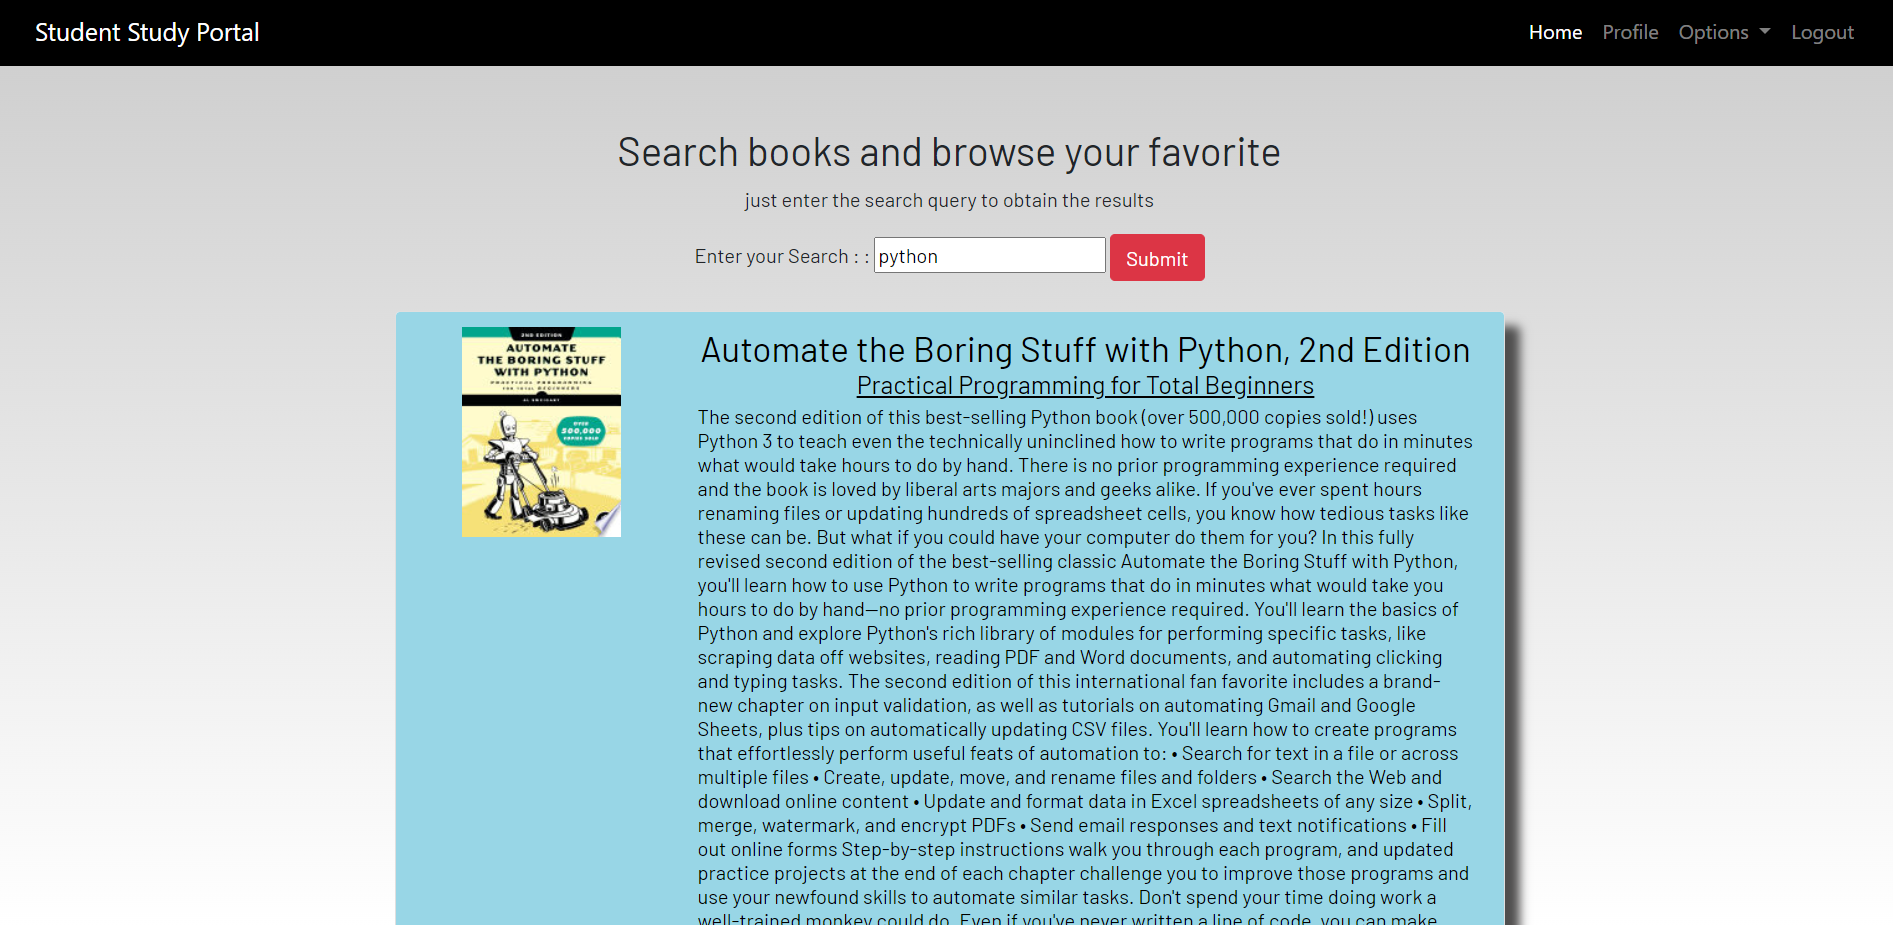 Student Study Portal
Home Profile Options Logout
Search books and browse your favorite
just enter the search query to obtain the results
Enter your Search : : python Submit
2ND EDITION
AUTOMATE
THE BORING STUFF
WITH PYTHON
PRACTICAL PROGRAMMING
FOR TOTAL BEGINNERS
AL SWEIGART
OVER
500,000
COPIES SOLD
Automate the Boring Stuff with Python, 2nd Edition
Practical Programming for Total Beginners
The second edition of this best-selling Python book (over 500,000 copies sold!) uses
Python 3 to teach even the technically uninclined how to write programs that do in minutes
what would take hours to do by hand. There is no prior programming experience required
and the book is loved by liberal arts majors and geeks alike. If you've ever spent hours
renaming files or updating hundreds of spreadsheet cells, you know how tedious tasks like
these can be. But what if you could have your computer do them for you? In this fully
revised second edition of the best-selling classic Automate the Boring Stuff with Python,
you'll learn how to use Python to write programs that do in minutes what would take you
hours to do by hand—no prior programming experience required. You'll learn the basics of
Python and explore Python's rich library of modules for performing specific tasks, like
scraping data off websites, reading PDF and Word documents, and automating clicking
and typing tasks. The second edition of this international fan favorite includes a brand-
new chapter on input validation, as well as tutorials on automating Gmail and Google
Sheets, plus tips on automatically updating CSV files. You'll learn how to create programs
that effortlessly perform useful feats of automation to: • Search for text in a file or across
multiple files • Create, update, move, and rename files and folders • Search the Web and
download online content • Update and format data in Excel spreadsheets of any size • Split,
merge, watermark, and encrypt PDFs • Send email responses and text notifications • Fill
out online forms Step-by-step instructions walk you through each program, and updated
practice projects at the end of each chapter challenge you to improve those programs and
use your newfound skills to automate similar tasks. Don't spend your time doing work a
well-trained monkey could do. Even if you've never written a line of code, you can make